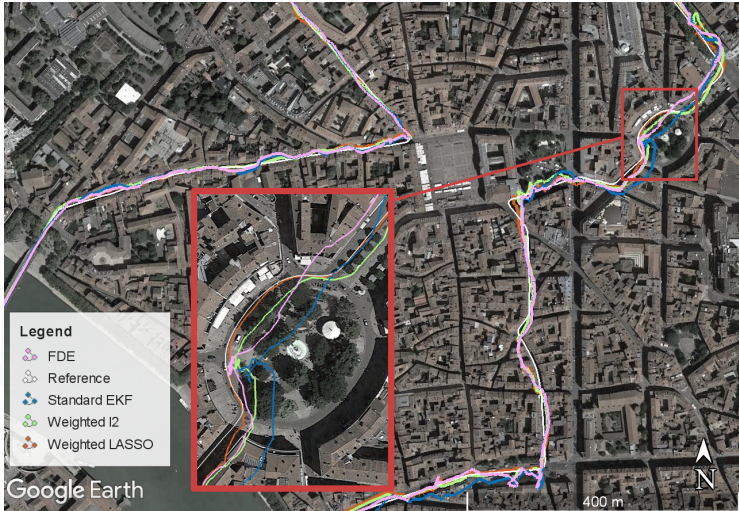 Legend
FDE
Reference
Standard EKF
Weighted l2
Weighted LASSO
Google Earth
400 m
N